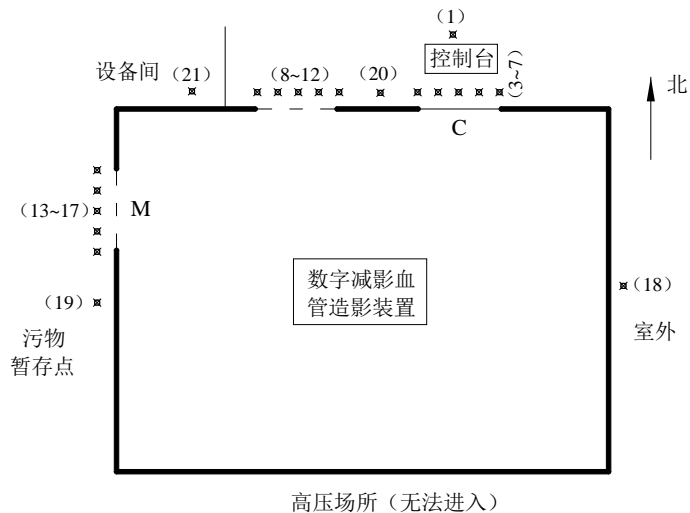 （1）
控制台
北
设备间
（21）
（8~12）
（20）
（3~7）
C
（13~17）
M
数字减影血
管造影装置
（18）
室外
（19）
污物
暂存点
高压场所（无法进入）